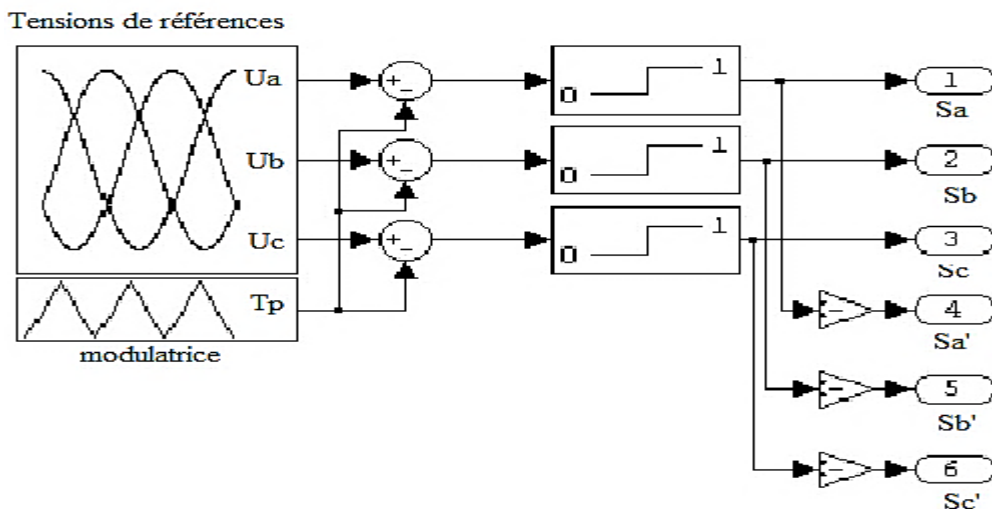 Tensions de références
Ua
0 1
1
Sa
Ub
0 1
2
Sb
Uc
0 1
3
Sc
Tp
modulatrice
4
Sa'
5
Sb'
6
Sc'